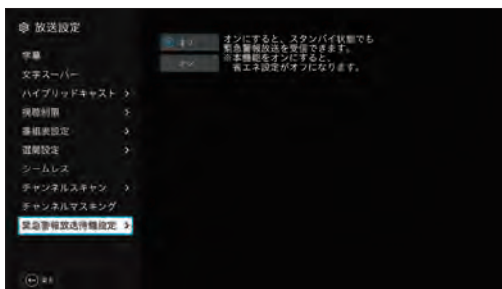 放送設定
字幕
文字スーパー
ハイブリッドキャスト
視聴制限
番組表設定
選局設定
シームレス
チャンネルスキャン
チャンネルマスキング
緊急警報放送待機設定
オフ
オン
オンにすると、スタンバイ状態でも
緊急警報放送を受信できます。
※本機能をオンにすると、
省エネ設定がオフになります。
戻る